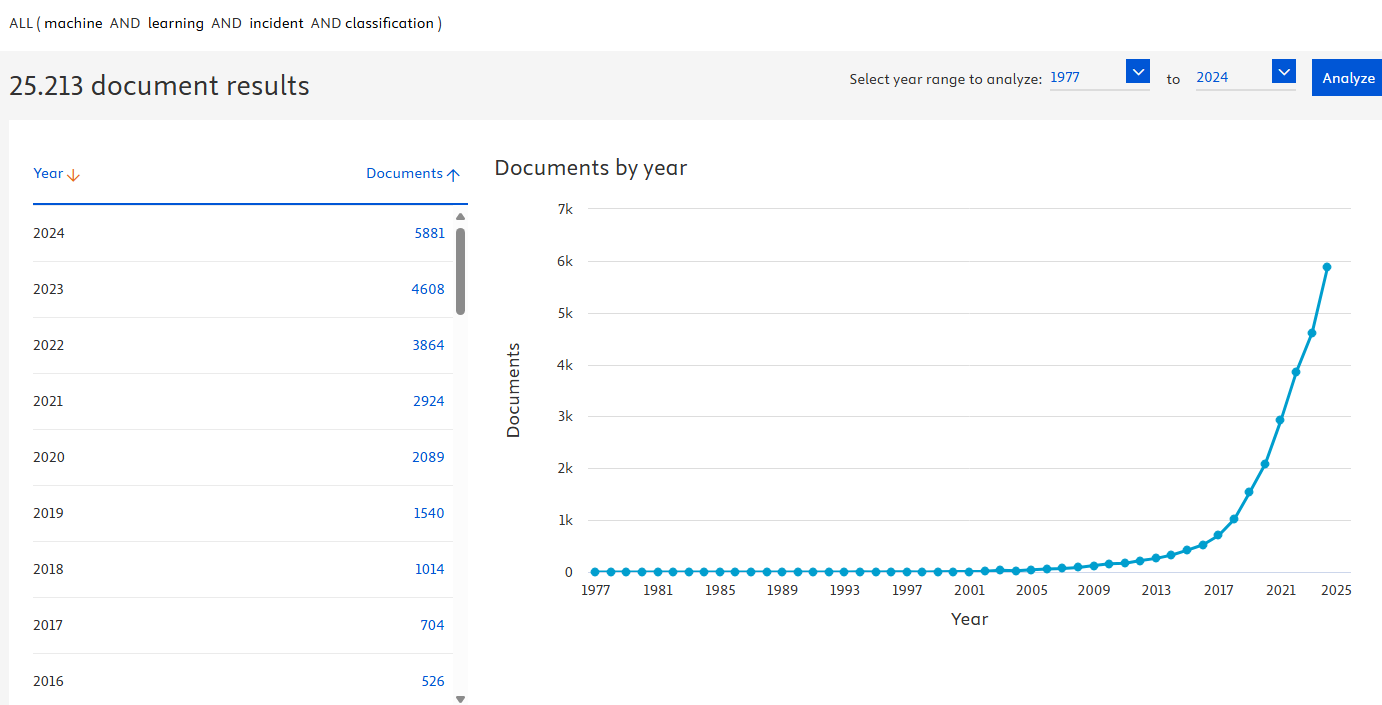 ALL ( machine AND learning AND incident AND classification )
25.213 document results
Select year range to analyze: 1977 to 2024 Analyze
Year Documents
2024 5881
2023 4608
2022 3864
2021 2924
2020 2089
2019 1540
2018 1014
2017 704
2016 526
Documents by year
7k
6k
5k
4k
3k
2k
1k
0
Documents
1977 1981 1985 1989 1993 1997 2001 2005 2009 2013 2017 2021 2025
Year